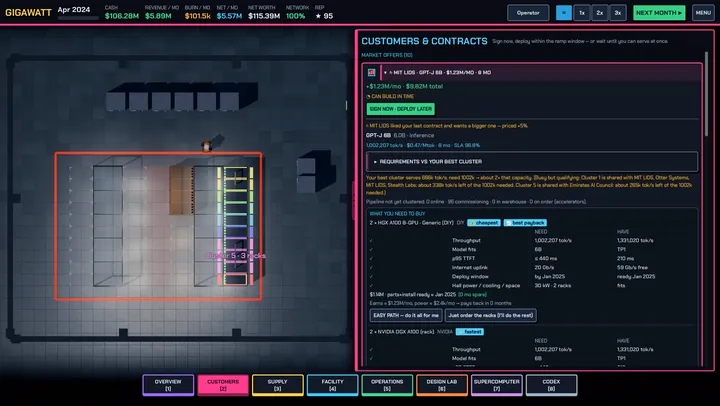 GIGAWATT
Apr 2024
CASH
$106.28M
REVENUE / MO
$5.89M
BURN / MO
$101.5k
NET / MO
$5.57M
NET WORTH
$115.39M
NETWORK
100%
REP
★ 95
Operator
1x
2x
3x
NEXT MONTH ▶
MENU
CUSTOMERS & CONTRACTS
Sign now, deploy within the ramp window — or wait until you can serve at once.
MARKET OFFERS (10)
MIT LIDS · GPT-J 6B · $1.23M/MO · 8 MO
+$1.23M/mo · $9.82M total
CAN BUILD IN TIME
SIGN NOW · DEPLOY LATER
MIT LIDS liked your last contract and wants a bigger one — priced +5%
GPT-J 6B 6.0B · Inference
1,002,207 tok/s · $0.47/Mtok · 8 mo · SLA 98.8%
▸ REQUIREMENTS VS YOUR BEST CLUSTER
Your best cluster serves 666k tok/s: need 1002k — about 2× that capacity. [Busy but qualifying: Cluster 1 is shared with MIT LIDS, Otter Systems,
MIT LIDS, Stealth Labs: about 338k tok/s left of the 1002k needed. Cluster 5 is shared with Emirates AI Council: about 265k tok/s left of the 1002k
needed.]
Pipeline not yet clustered: 0 online · 96 commissioning · 0 in warehouse · 0 on order (accelerators).
WHAT YOU NEED TO BUY
2 × HGX A100 8-GPU · Generic (DIY) DIY cheapest best payback
NEED HAVE
✓ Throughput 1,002,207 tok/s 1,331,020 tok/s
✓ Model fits 6B TP1
✓ p95 TTFT ≤ 440 ms 210 ms
✓ Internet uplink 20 Gb/s 59 Gb/s free
✓ Deploy window by Jan 2025 ready Jan 2025
✓ Hall power / cooling / space 30 kW · 2 racks fits
$1.14M · parts+install ready ≈ Jan 2025 (0 mo spare)
Earns ≈ $1.23M/mo, power ≈ $2.8k/mo → pays back in 0 months
EASY PATH — do it all for me
Just order the racks (I'll do the rest)
2 × NVIDIA DGX A100 (rack) NVIDIA fastest
NEED HAVE
✓ Throughput 1,002,207 tok/s 1,331,020 tok/s
✓ Model fits 6B TP1
Cluster 5 · 3 racks
OVERVIEW
[1]
CUSTOMERS
[2]
SUPPLY
[3]
FACILITY
[4]
OPERATIONS
[5]
DESIGN LAB
[6]
SUPERCOMPUTER
[7]
CODEX
[8]